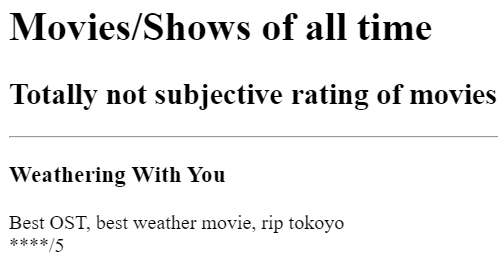 Movies/Shows of all time
Totally not subjective rating of movies
Weathering With You
Best OST, best weather movie, rip tokoyo
****/5